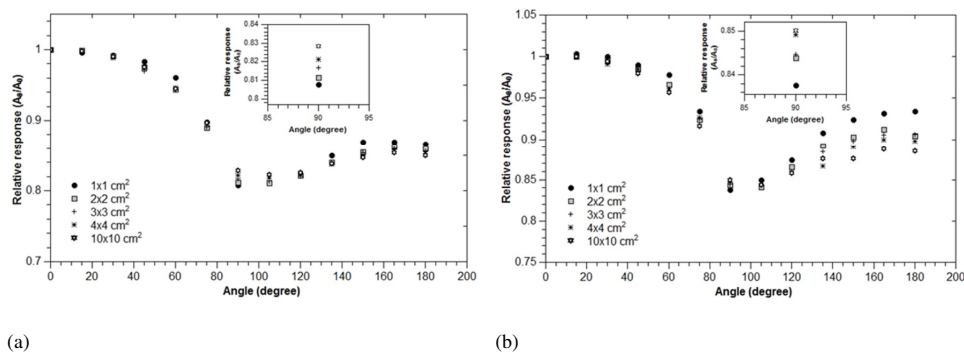 Relative response (Aθ/A0)
1
0.9
0.8
0.7
0 20 40 60 80 100 120 140 160 180 200
Angle (degree)
1x1 cm²
2x2 cm²
3x3 cm²
4x4 cm²
10x10 cm²
Relative response
(Aθ/A0)
0.84
0.83
0.82
0.81
0.8
85 90 95
Angle (degree)
(a)
Relative response (Aθ/A0)
1.05
1
0.95
0.9
0.85
0.8
0.75
0 20 40 60 80 100 120 140 160 180 200
Angle (degree)
1x1 cm²
2x2 cm²
3x3 cm²
4x4 cm²
10x10 cm²
Relative response
(Aθ/A0)
0.85
0.84
85 90 95
Angle (degree)
(b)